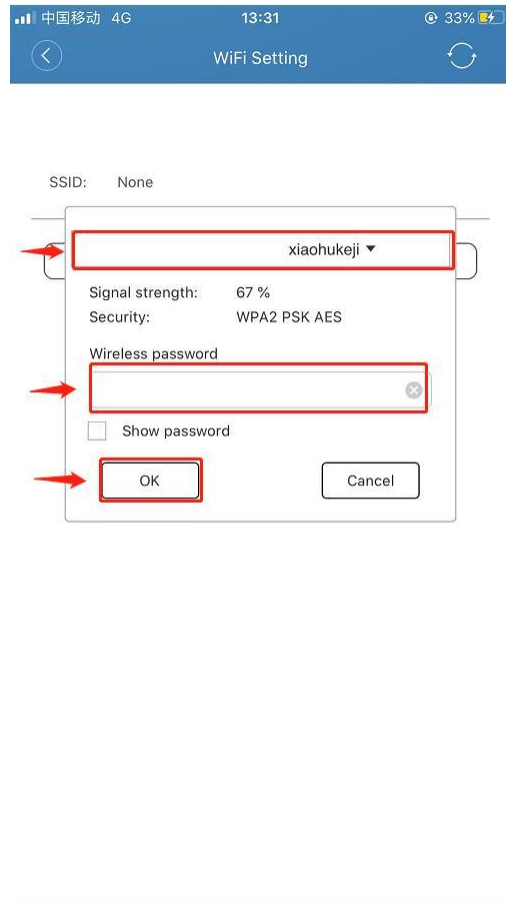 中国移动 4G 13:31 33%
WiFi Setting
SSID: None
xiaohukeji
Signal strength: 67 %
Security: WPA2 PSK AES
Wireless password
Show password
OK Cancel